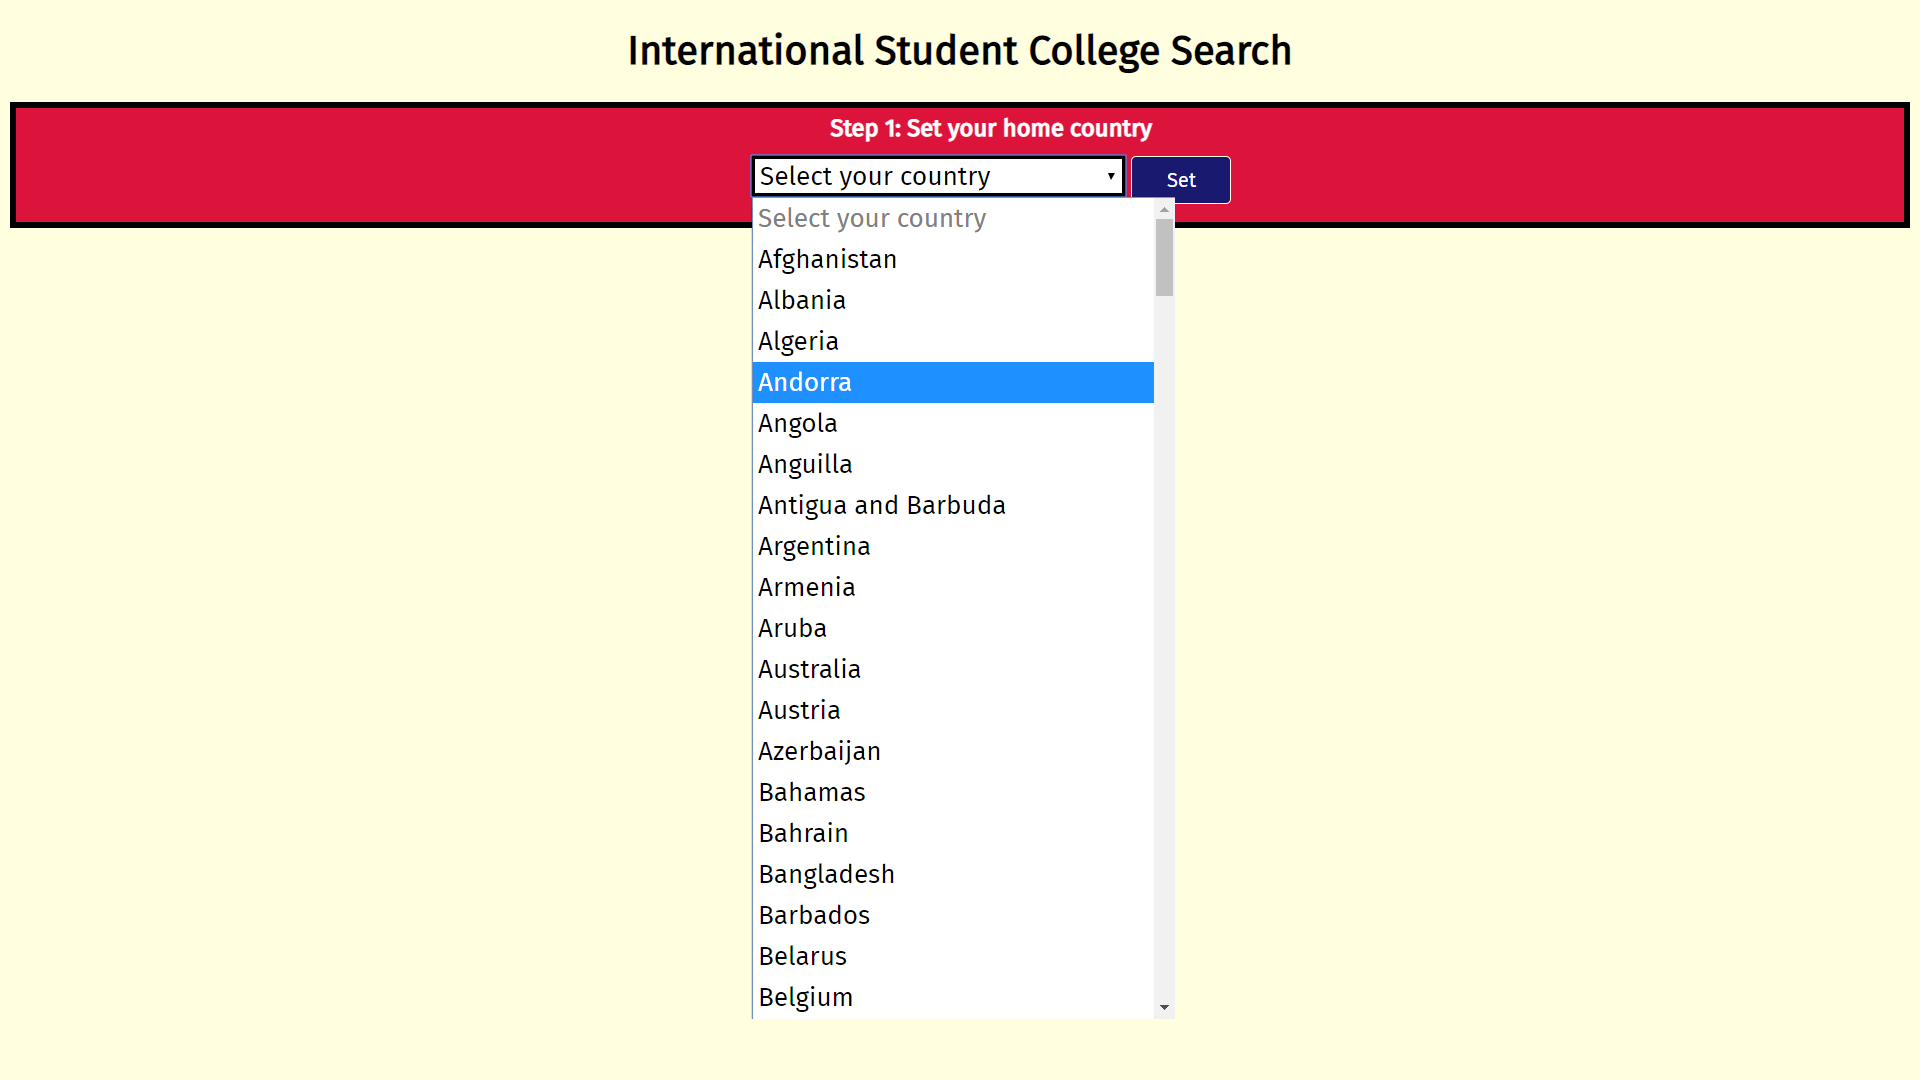 International Student College Search
Step 1: Set your home country
Select your country
Set
Select your country
Afghanistan
Albania
Algeria
Andorra
Angola
Anguilla
Antigua and Barbuda
Argentina
Armenia
Aruba
Australia
Austria
Azerbaijan
Bahamas
Bahrain
Bangladesh
Barbados
Belarus
Belgium